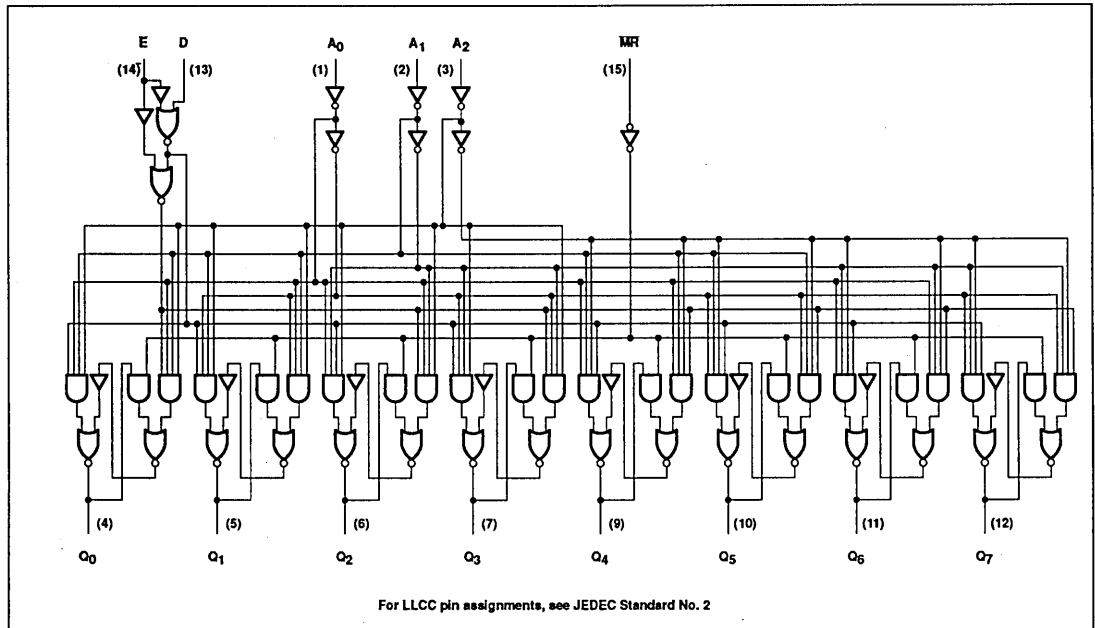 E̅ D A0 A1 A2 M̅R̅
(14) (13) (1) (2) (3) (15)
(4) (5) (6) (7) (9) (10) (11) (12)
Q0 Q1 Q2 Q3 Q4 Q5 Q6 Q7
For LLCC pin assignments, see JEDEC Standard No. 2